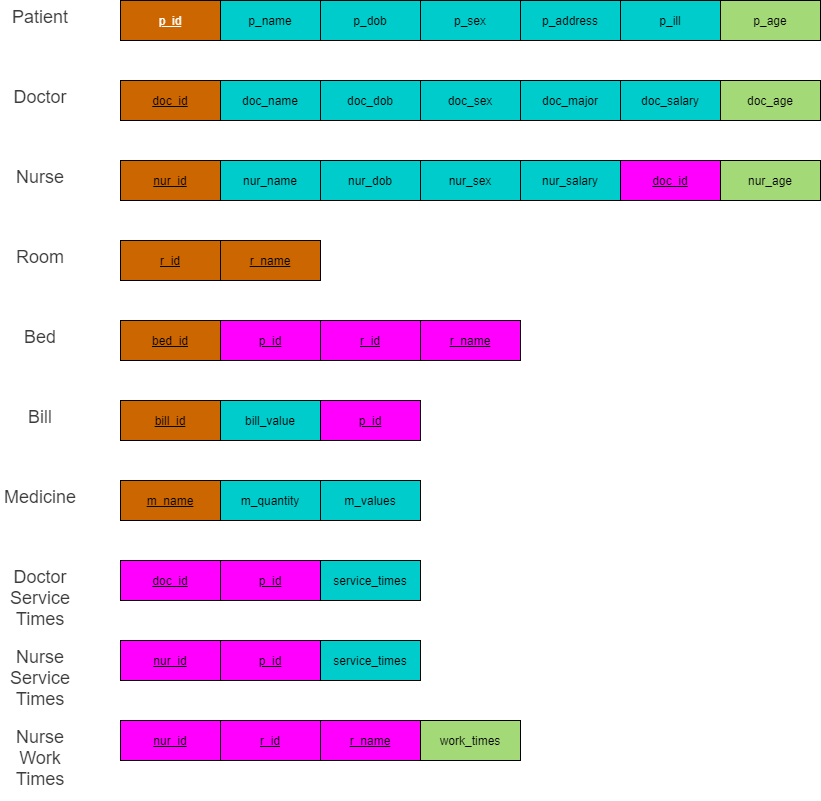 Patient p_id p_name p_dob p_sex p_address p_ill p_age
Doctor doc_id doc_name doc_dob doc_sex doc_major doc_salary doc_age
Nurse nur_id nur_name nur_dob nur_sex nur_salary doc_id nur_age
Room r_id r_name
Bed bed_id p_id r_id r_name
Bill bill_id bill_value p_id
Medicine m_name m_quantity m_values
Doctor
Service
Times
doc_id p_id service_times
Nurse
Service
Times
nur_id p_id service_times
Nurse
Work
Times
nur_id r_id r_name work_times